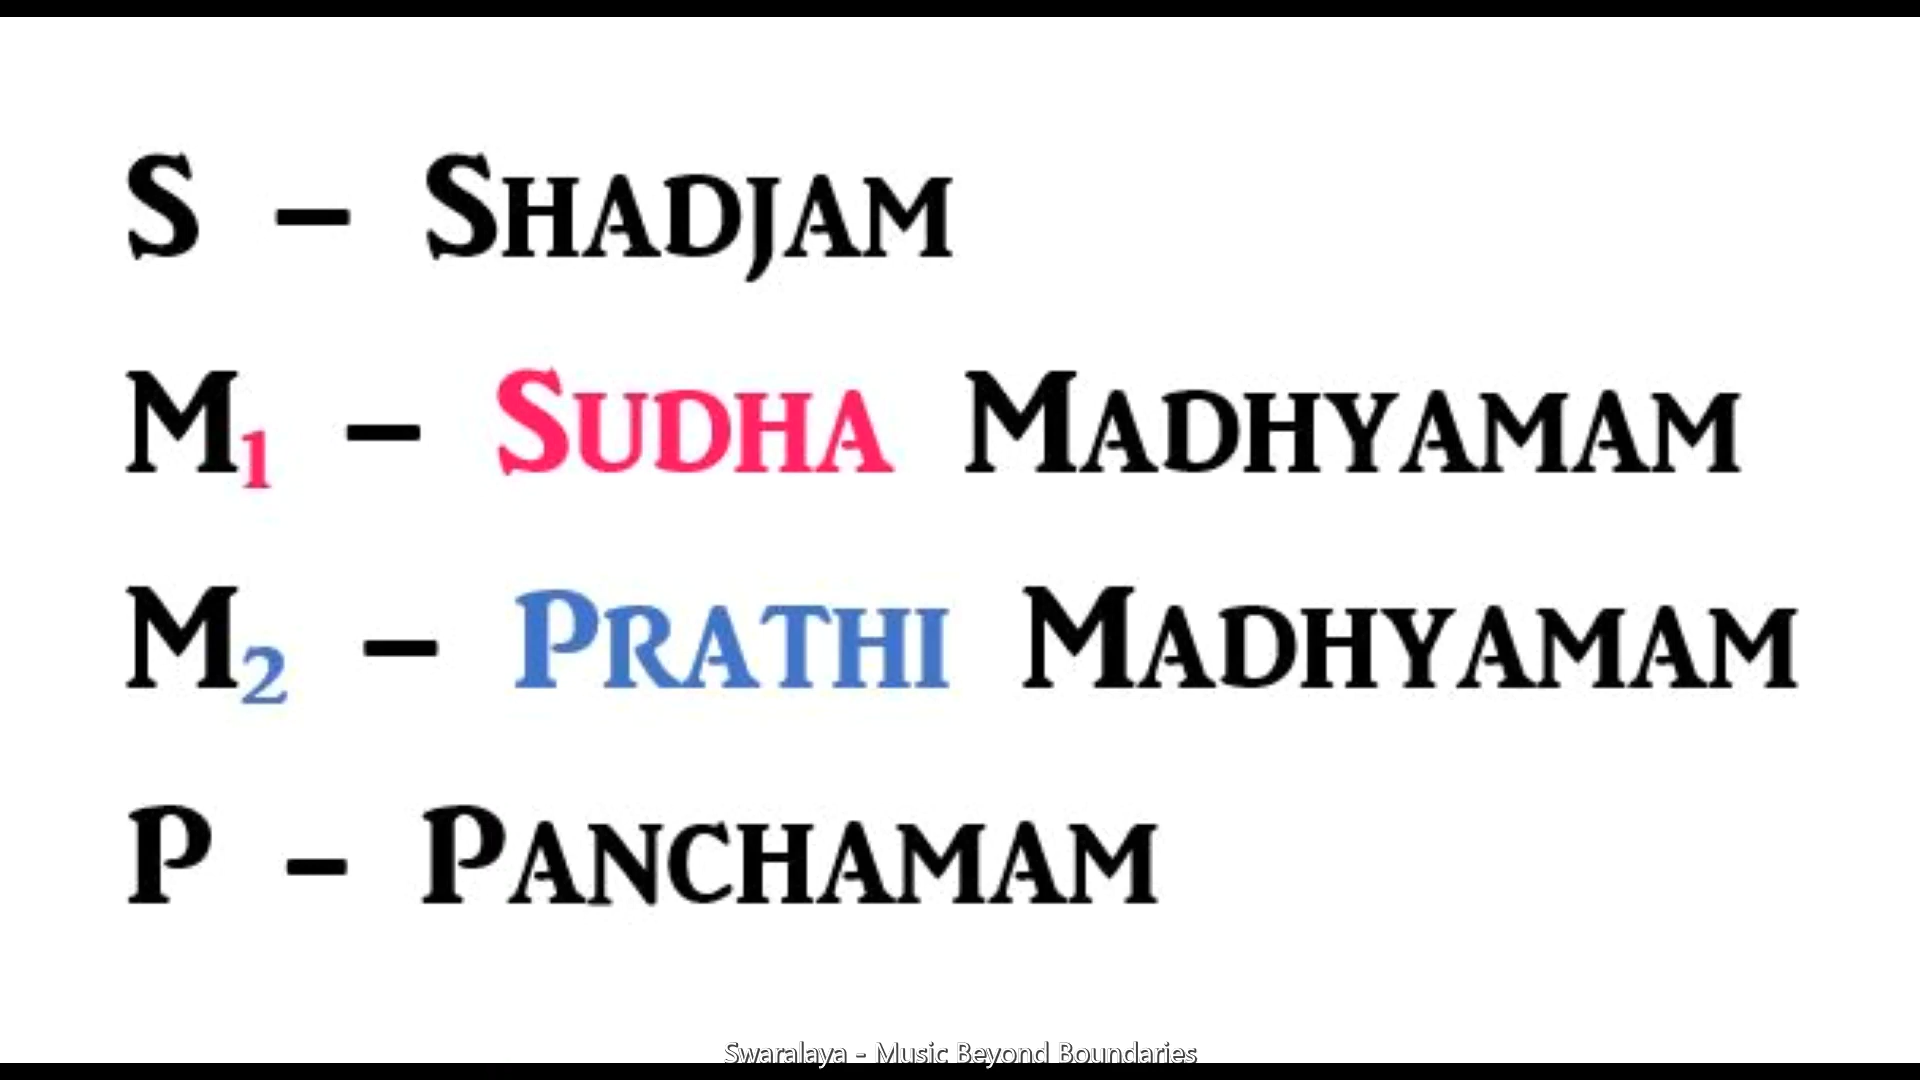 S – Shadjam
M1 – Sudha Madhyamam
M2 – Prathi Madhyamam
P – Panchamam
Swaralaya - Music Beyond Boundaries